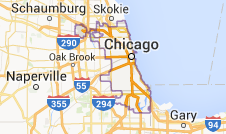 Schaumburg
Skokie
290
Chicago
Oak Brook
Naperville
55
355
294
Gary
94